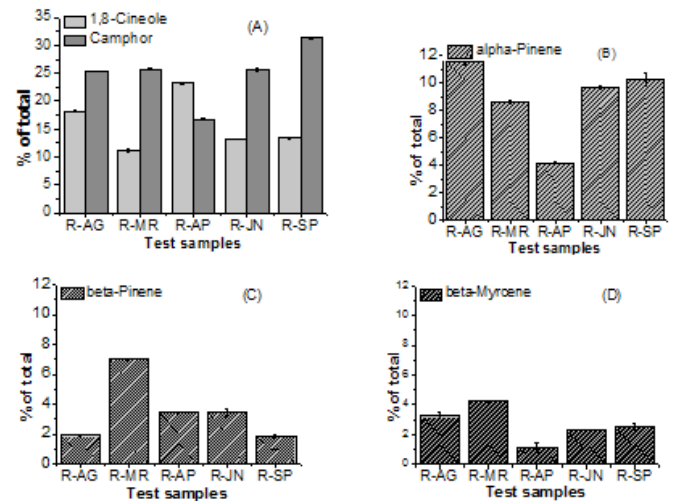 1,8-Cineole
Camphor
(A)
35
30
25
20
15
10
5
0
% of total
R-AG R-MR R-AP R-JN R-SP
Test samples
alpha-Pinene
(B)
12
10
8
6
4
2
0
% of total
R-AG R-MR R-AP R-JN R-SP
Test samples
beta-Pinene
(C)
12
10
8
6
4
2
0
% of total
R-AG R-MR R-AP R-JN R-SP
Test samples
beta-Myrcene
(D)
12
10
8
6
4
2
0
% of total
R-AG R-MR R-AP R-JN R-SP
Test samples